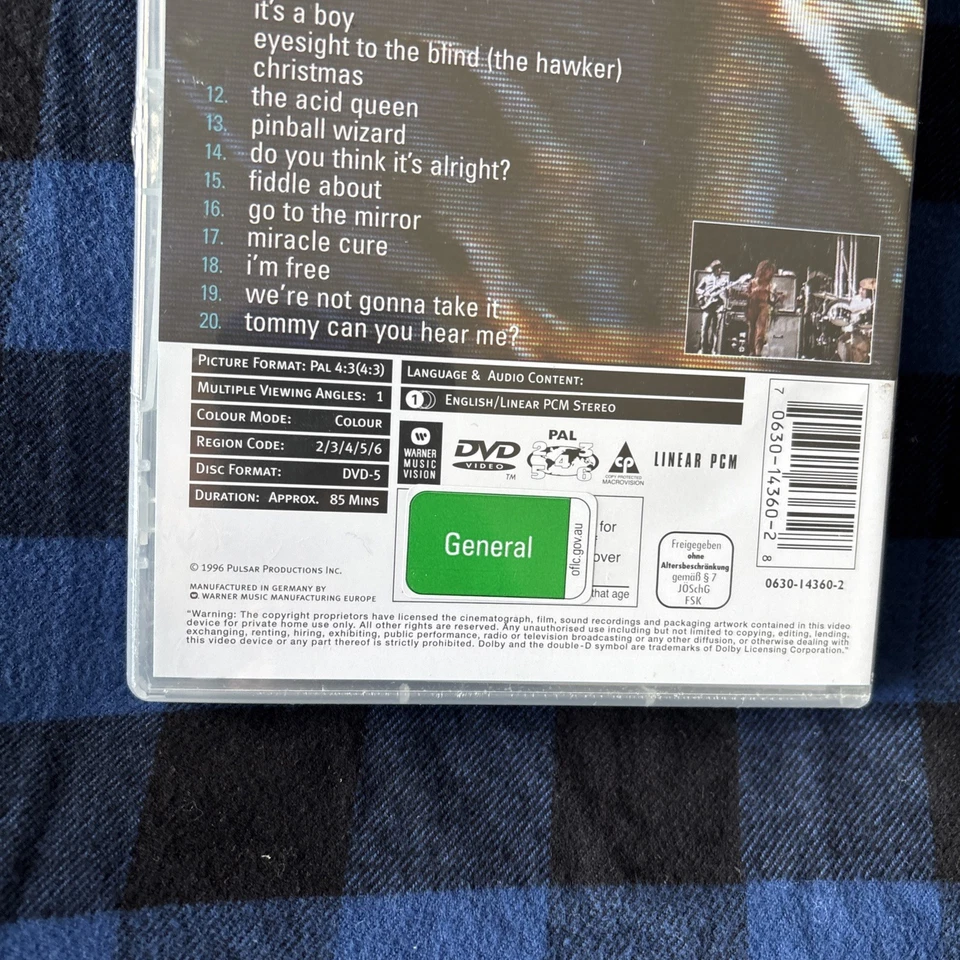 it's a boy
eyesight to the blind (the hawker)
christmas
12. the acid queen
13. pinball wizard
14. do you think it's alright?
15. fiddle about
16. go to the mirror
17. miracle cure
18. i'm free
19. we're not gonna take it
20. tommy can you hear me?
PICTURE FORMAT: PAL 4:3(4:3)
MULTIPLE VIEWING ANGLES: 1
COLOUR MODE: COLOUR
REGION CODE: 2/3/4/5/6
DISC FORMAT: DVD-5
DURATION: APPROX. 85 MINS
LANGUAGE & AUDIO CONTENT:
1 ENGLISH/LINEAR PCM STEREO
WARNER
MUSIC
VISION
DVD
VIDEO
TM
PAL
2 3
4
5 6
CP
COPY PROTECTED
MACROVISION
LINEAR PCM
7 0630-14360-2 8
0630-14360-2
General
oflc.gov.au
for
over
that age
Freigegeben
ohne
Altersbeschränkung
gemäß § 7
JÖSchG
FSK
© 1996 PULSAR PRODUCTIONS INC.
MANUFACTURED IN GERMANY BY
WARNER MUSIC MANUFACTURING EUROPE
"Warning: The copyright proprietors have licensed the cinematograph, film, sound recordings and packaging artwork contained in this video
device for private home use only. All other rights are reserved. Any unauthorised use including but not limited to copying, editing, lending,
exchanging, renting, hiring, exhibiting, public performance, radio or television broadcasting or any other diffusion, or otherwise dealing with
this video device or any part thereof is strictly prohibited. Dolby and the double-D symbol are trademarks of Dolby Licensing Corporation."